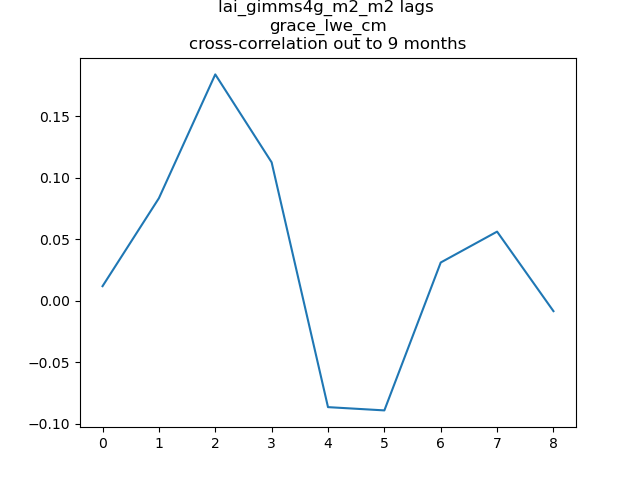 lai_gimms4g_m2_m2 lags
grace_lwe_cm
cross-correlation out to 9 months
0.15
0.10
0.05
0.00
−0.05
−0.10
0 1 2 3 4 5 6 7 8